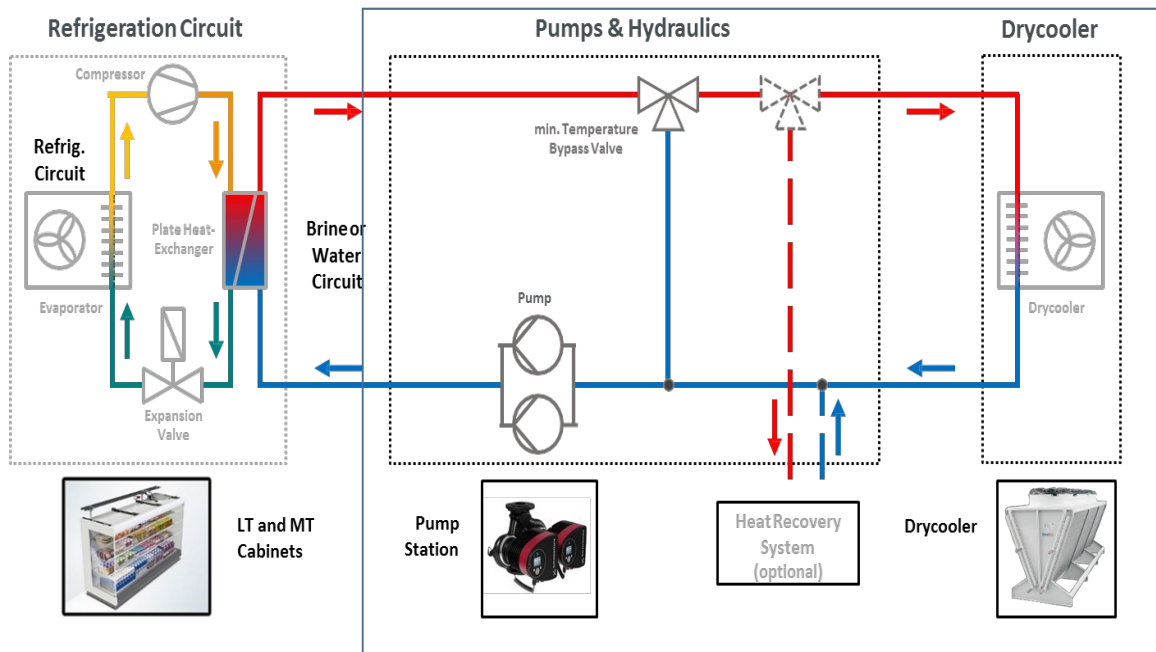 Refrigeration Circuit
Pumps & Hydraulics
Drycooler
Compressor
min. Temperature
Bypass Valve
Refrig.
Circuit
Plate Heat-
Exchanger
Brine or
Water
Circuit
Evaporator
Pump
Drycooler
Expansion
Valve
LT and MT
Cabinets
Pump
Station
Heat Recovery
System
(optional)
Drycooler